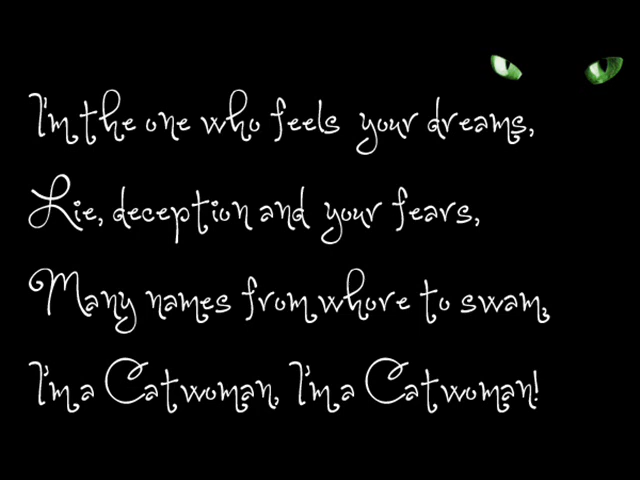 I'm the one who feels your dreams,
Lie, deception and your fears,
Many names from whore to swam,
I'm a Catwoman, I'm a Catwoman!